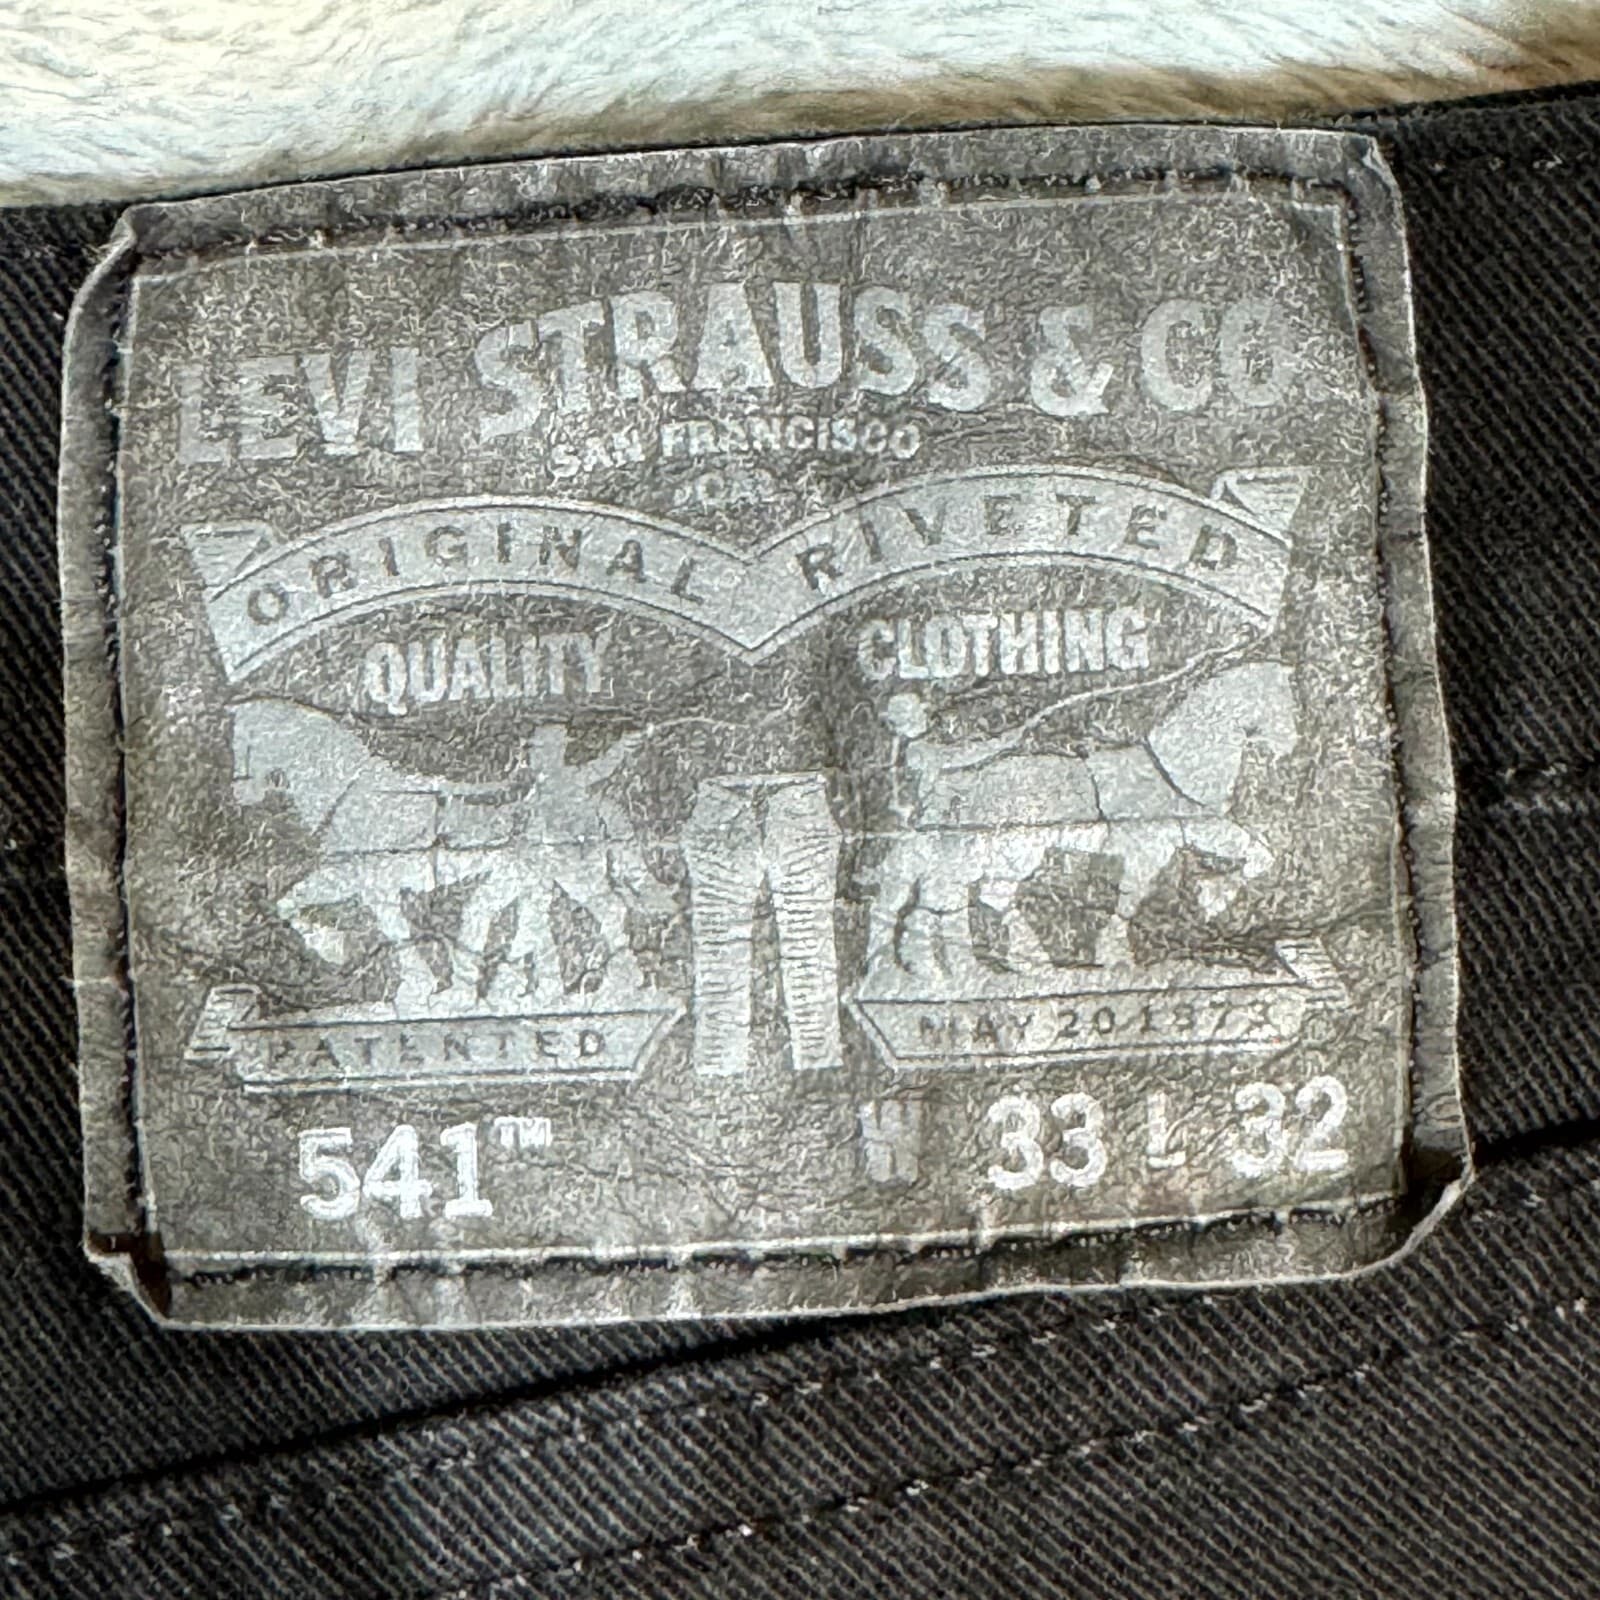 LEVI STRAUSS & CO
SAN FRANCISCO
CAL
ORIGINAL RIVETED
QUALITY CLOTHING
PATENTED MAY 20 1873
541™ W 33 L 32